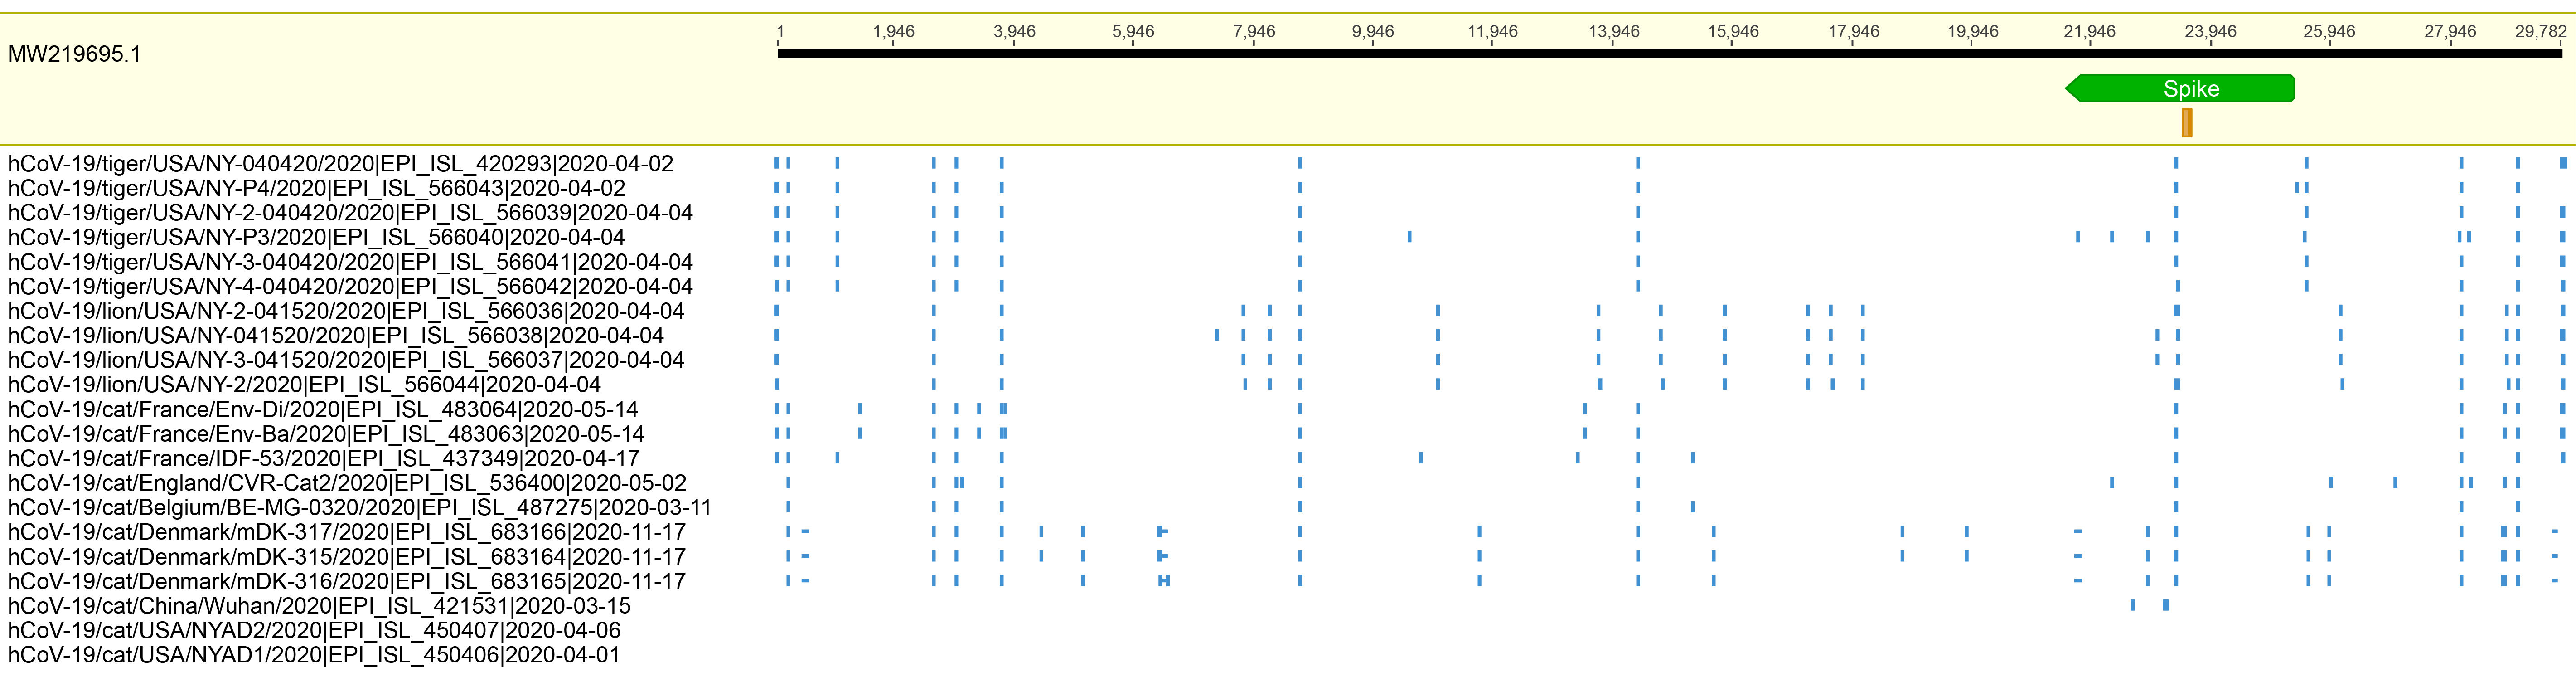 1 1,946 3,946 5,946 7,946 9,946 11,946 13,946 15,946 17,946 19,946 21,946 23,946 25,946 27,946 29,782
MW219695.1
Spike
hCoV-19/tiger/USA/NY-040420/2020|EPI_ISL_420293|2020-04-02
hCoV-19/tiger/USA/NY-P4/2020|EPI_ISL_566043|2020-04-02
hCoV-19/tiger/USA/NY-2-040420/2020|EPI_ISL_566039|2020-04-04
hCoV-19/tiger/USA/NY-P3/2020|EPI_ISL_566040|2020-04-04
hCoV-19/tiger/USA/NY-3-040420/2020|EPI_ISL_566041|2020-04-04
hCoV-19/tiger/USA/NY-4-040420/2020|EPI_ISL_566042|2020-04-04
hCoV-19/lion/USA/NY-2-041520/2020|EPI_ISL_566036|2020-04-04
hCoV-19/lion/USA/NY-041520/2020|EPI_ISL_566038|2020-04-04
hCoV-19/lion/USA/NY-3-041520/2020|EPI_ISL_566037|2020-04-04
hCoV-19/lion/USA/NY-2/2020|EPI_ISL_566044|2020-04-04
hCoV-19/cat/France/Env-Di/2020|EPI_ISL_483064|2020-05-14
hCoV-19/cat/France/Env-Ba/2020|EPI_ISL_483063|2020-05-14
hCoV-19/cat/France/IDF-53/2020|EPI_ISL_437349|2020-04-17
hCoV-19/cat/England/CVR-Cat2/2020|EPI_ISL_536400|2020-05-02
hCoV-19/cat/Belgium/BE-MG-0320/2020|EPI_ISL_487275|2020-03-11
hCoV-19/cat/Denmark/mDK-317/2020|EPI_ISL_683166|2020-11-17
hCoV-19/cat/Denmark/mDK-315/2020|EPI_ISL_683164|2020-11-17
hCoV-19/cat/Denmark/mDK-316/2020|EPI_ISL_683165|2020-11-17
hCoV-19/cat/China/Wuhan/2020|EPI_ISL_421531|2020-03-15
hCoV-19/cat/USA/NYAD2/2020|EPI_ISL_450407|2020-04-06
hCoV-19/cat/USA/NYAD1/2020|EPI_ISL_450406|2020-04-01